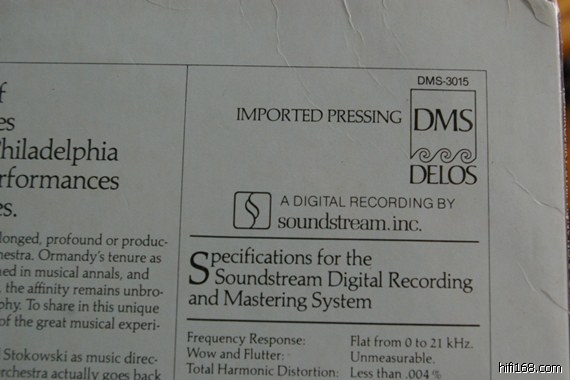 f
es
hiladelphia
rformances
s.
longed, profound or produc-
hestra. Ormandy's tenure as
ned in musical annals, and
the affinity remains unbro-
phy. To share in this unique
of the great musical experi-
Stokowski as music direc-
rchestra actually goes back
DMS-3015
IMPORTED PRESSING
DMS
DELOS
A DIGITAL RECORDING BY
soundstream.inc.
Specifications for the
Soundstream Digital Recording
and Mastering System
Frequency Response: Flat from 0 to 21 kHz.
Wow and Flutter: Unmeasurable.
Total Harmonic Distortion: Less than .004%
hifi168.com